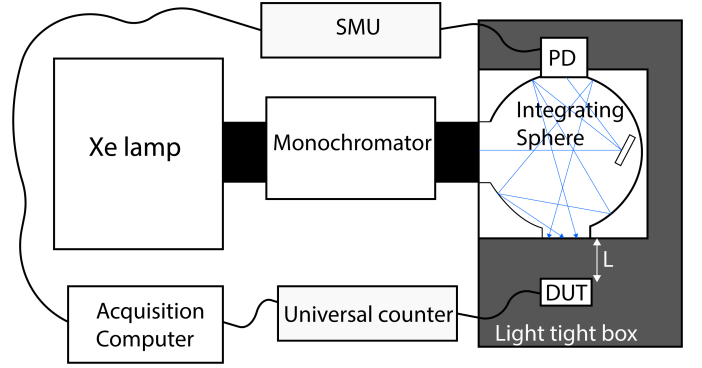 SMU
PD
Integrating
Sphere
Xe lamp
Monochromator
L
DUT
Acquisition
Computer
Universal counter
Light tight box